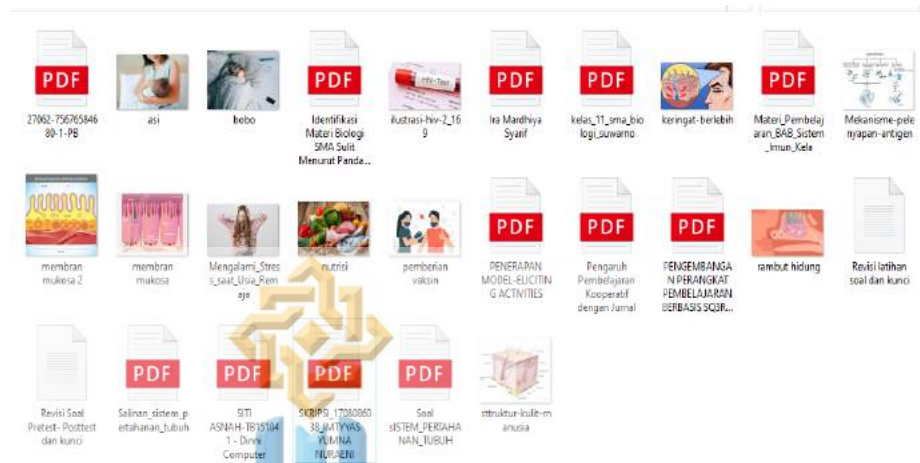 PDF
PDF
PDF
PDF
PDF
HIV-Test
27062-756765846
80-1-PB
asi
bobo
Identifikasi
Materi Biologi
SMA Sulit
Menurut Panda...
ilustrasi-hiv-2_16
9
Ira Mardhiya
Syarif
kelas_11_sma_bio
logi_suwarno
keringat-berlebih
Materi_Pembelaj
aran_BAB_Sistem
_Imun_Kela
Mekanisme-pele
nyapan-antigen
PDF
PDF
PDF
membran
mukosa 2
membran
mukosa
Mengalami_Stres
s_saat_Usia_Rem
aja
nutrisi
pemberian
vaksin
PENERAPAN
MODEL-ELICITIN
G ACTIVITIES
Pengaruh
Pembelajaran
Kooperatif
dengan Jurnal
PENGEMBANGA
N PERANGKAT
PEMBELAJARAN
BERBASIS SQ3R...
rambut hidung
Revisi latihan
soal dan kunci
PDF
PDF
PDF
PDF
Revisi Soal
Pretest- Posttest
dan kunci
Salinan_sistem_p
ertahanan_tubuh
SITI
ASNAH-TB15104
1 - Dinni
Computer
SKRIPSI_17080860
38_IMTYYAS
YUMNA
NURAENI
Soal
sISTEM_PERTAHA
NAN_TUBUH
sttruktur-kulit-m
anusia